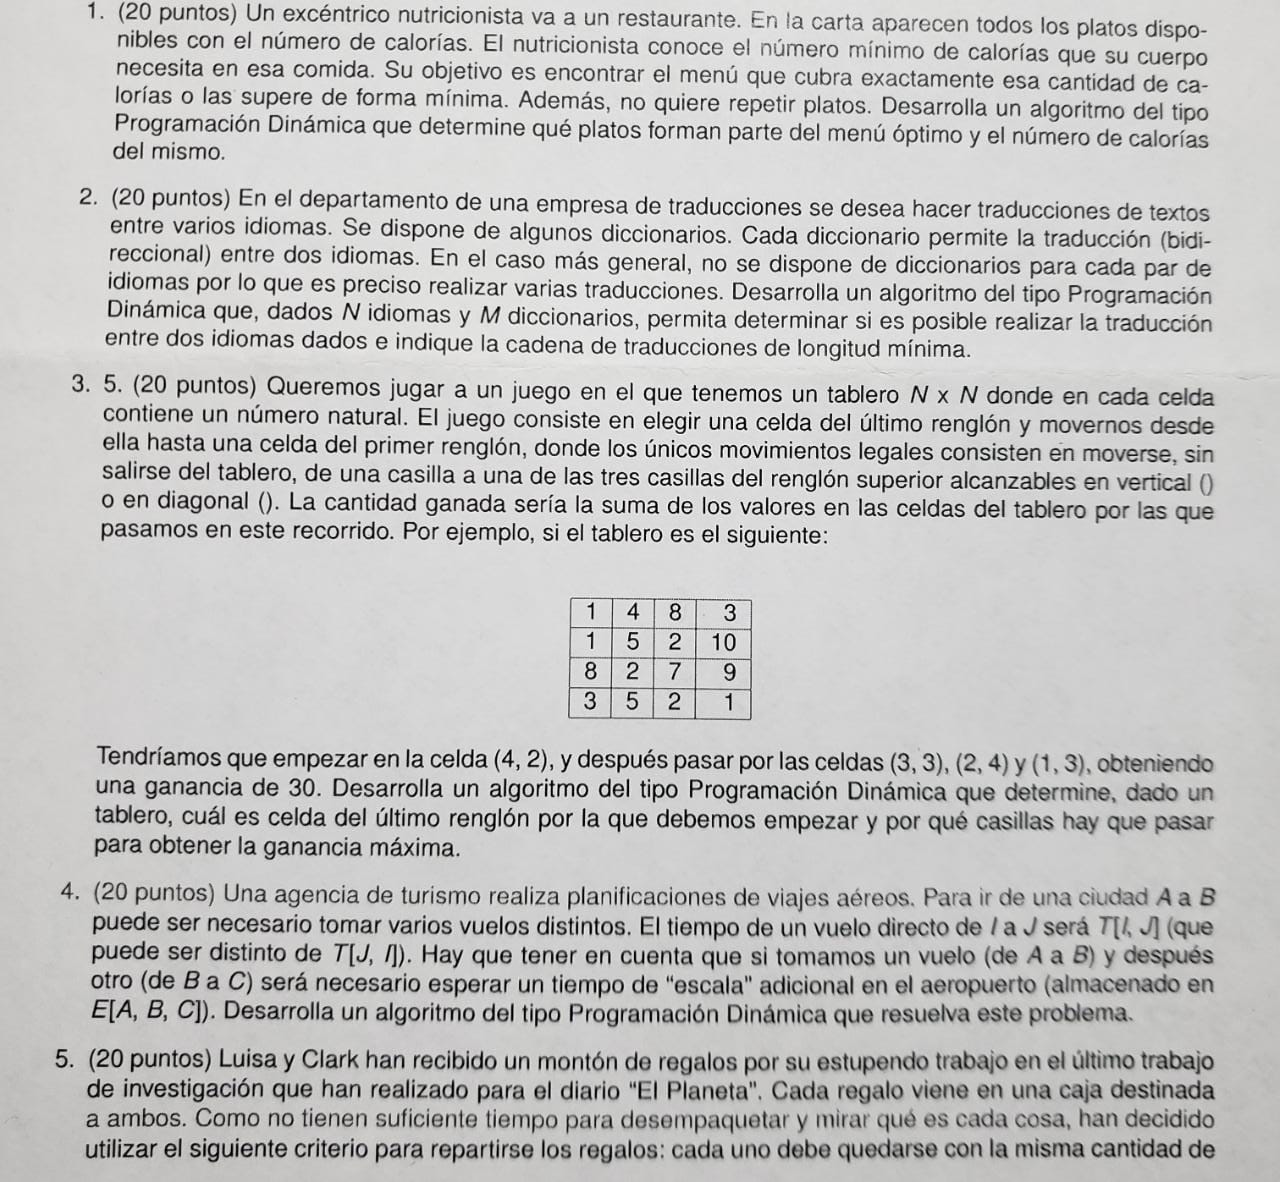 1. (20 puntos) Un excéntrico nutricionista va a un restaurante. En la carta aparecen todos los platos dispo-
nibles con el número de calorías. El nutricionista conoce el número mínimo de calorías que su cuerpo
necesita en esa comida. Su objetivo es encontrar el menú que cubra exactamente esa cantidad de ca-
lorías o las supere de forma mínima. Además, no quiere repetir platos. Desarrolla un algoritmo del tipo
Programación Dinámica que determine qué platos forman parte del menú óptimo y el número de calorías
del mismo.
2. (20 puntos) En el departamento de una empresa de traducciones se desea hacer traducciones de textos
entre varios idiomas. Se dispone de algunos diccionarios. Cada diccionario permite la traducción (bidi-
reccional) entre dos idiomas. En el caso más general, no se dispone de diccionarios para cada par de
idiomas por lo que es preciso realizar varias traducciones. Desarrolla un algoritmo del tipo Programación
Dinámica que, dados N idiomas y M diccionarios, permita determinar si es posible realizar la traducción
entre dos idiomas dados e indique la cadena de traducciones de longitud mínima.
3. 5. (20 puntos) Queremos jugar a un juego en el que tenemos un tablero N x N donde en cada celda
contiene un número natural. El juego consiste en elegir una celda del último renglón y movernos desde
ella hasta una celda del primer renglón, donde los únicos movimientos legales consisten en moverse, sin
salirse del tablero, de una casilla a una de las tres casillas del renglón superior alcanzables en vertical ()
o en diagonal (). La cantidad ganada sería la suma de los valores en las celdas del tablero por las que
pasamos en este recorrido. Por ejemplo, si el tablero es el siguiente:
1 4 8 3
1 5 2 10
8 2 7 9
3 5 2 1
Tendríamos que empezar en la celda (4, 2), y después pasar por las celdas (3, 3), (2, 4) y (1, 3), obteniendo
una ganancia de 30. Desarrolla un algoritmo del tipo Programación Dinámica que determine, dado un
tablero, cuál es celda del último renglón por la que debemos empezar y por qué casillas hay que pasar
para obtener la ganancia máxima.
4. (20 puntos) Una agencia de turismo realiza planificaciones de viajes aéreos. Para ir de una ciudad A a B
puede ser necesario tomar varios vuelos distintos. El tiempo de un vuelo directo de I a J será T[I, J] (que
puede ser distinto de T[J, I]). Hay que tener en cuenta que si tomamos un vuelo (de A a B) y después
otro (de B a C) será necesario esperar un tiempo de "escala" adicional en el aeropuerto (almacenado en
E[A, B, C]). Desarrolla un algoritmo del tipo Programación Dinámica que resuelva este problema.
5. (20 puntos) Luisa y Clark han recibido un montón de regalos por su estupendo trabajo en el último trabajo
de investigación que han realizado para el diario "El Planeta". Cada regalo viene en una caja destinada
a ambos. Como no tienen suficiente tiempo para desempaquetar y mirar qué es cada cosa, han decidido
utilizar el siguiente criterio para repartirse los regalos: cada uno debe quedarse con la misma cantidad de